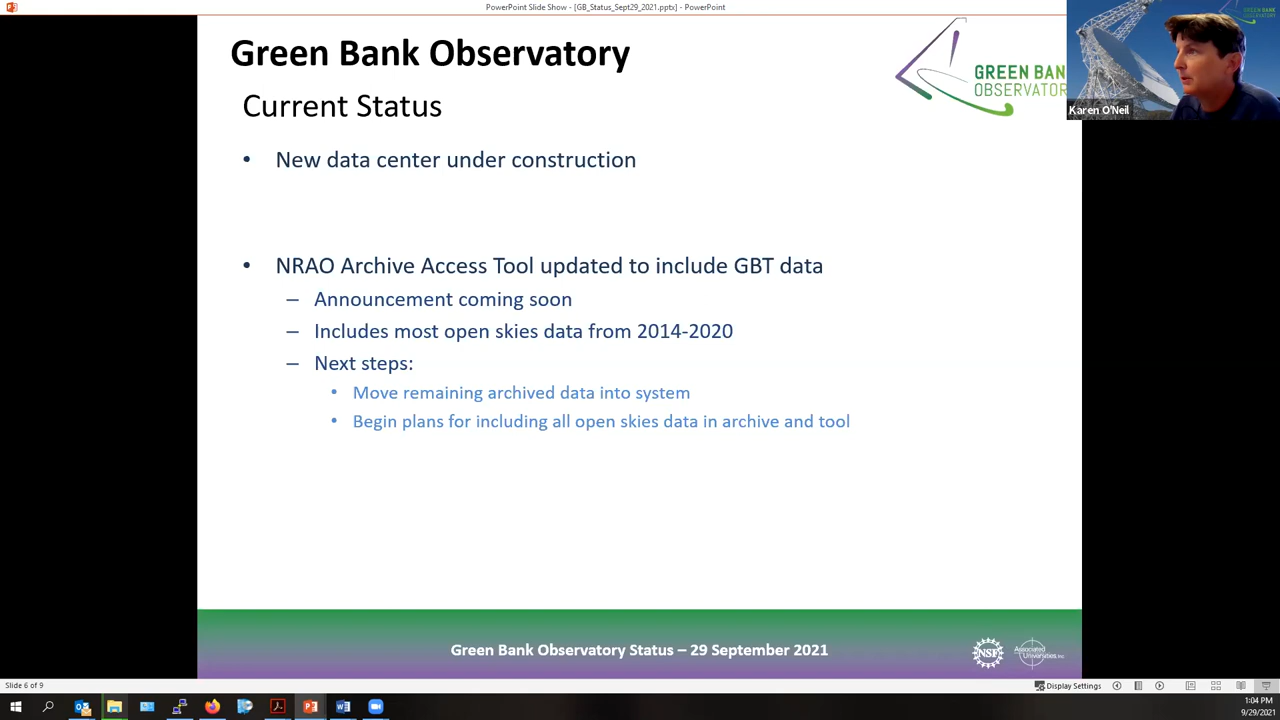 PowerPoint Slide Show - [GB_Status_Sept29_2021.pptx] - PowerPoint
Green Bank Observatory
GREEN BAN
OBSERVATOR
Karen O'Neil
Current Status
• New data center under construction
• NRAO Archive Access Tool updated to include GBT data
– Announcement coming soon
– Includes most open skies data from 2014-2020
– Next steps:
• Move remaining archived data into system
• Begin plans for including all open skies data in archive and tool
Green Bank Observatory Status – 29 September 2021
NSF
Associated
Universities, Inc
Slide 6 of 9
Display Settings
1:04 PM
9/29/2021